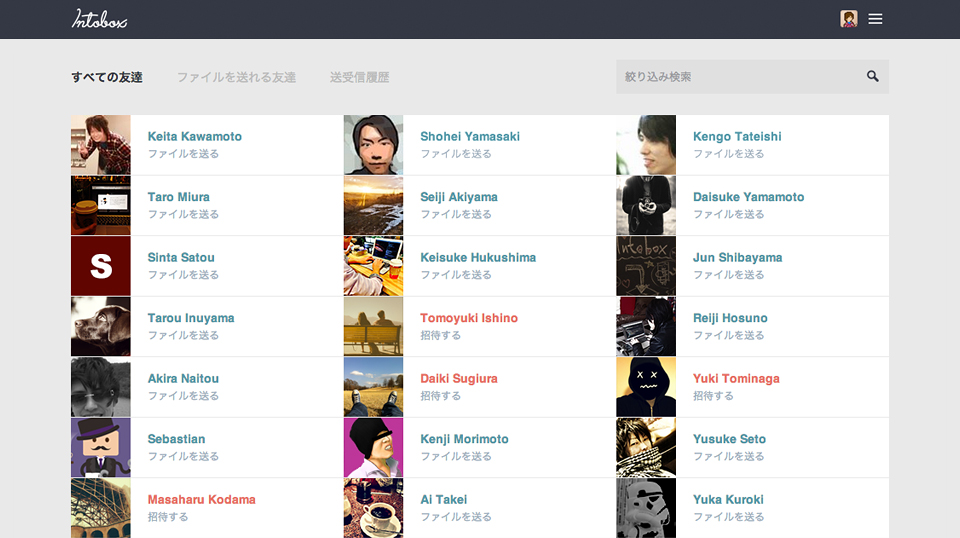 Intobox
すべての友達 ファイルを送れる友達 送受信履歴 絞り込み検索
Keita Kawamoto
ファイルを送る
Shohei Yamasaki
ファイルを送る
Kengo Tateishi
ファイルを送る
Taro Miura
ファイルを送る
Seiji Akiyama
ファイルを送る
Daisuke Yamamoto
ファイルを送る
S
Sinta Satou
ファイルを送る
Keisuke Hukushima
ファイルを送る
Intobox
Jun Shibayama
ファイルを送る
Tarou Inuyama
ファイルを送る
Tomoyuki Ishino
招待する
Reiji Hosuno
ファイルを送る
Akira Naitou
ファイルを送る
Daiki Sugiura
招待する
Yuki Tominaga
招待する
Sebastian
ファイルを送る
Kenji Morimoto
ファイルを送る
Yusuke Seto
ファイルを送る
Masaharu Kodama
招待する
Ai Takei
ファイルを送る
Yuka Kuroki
ファイルを送る